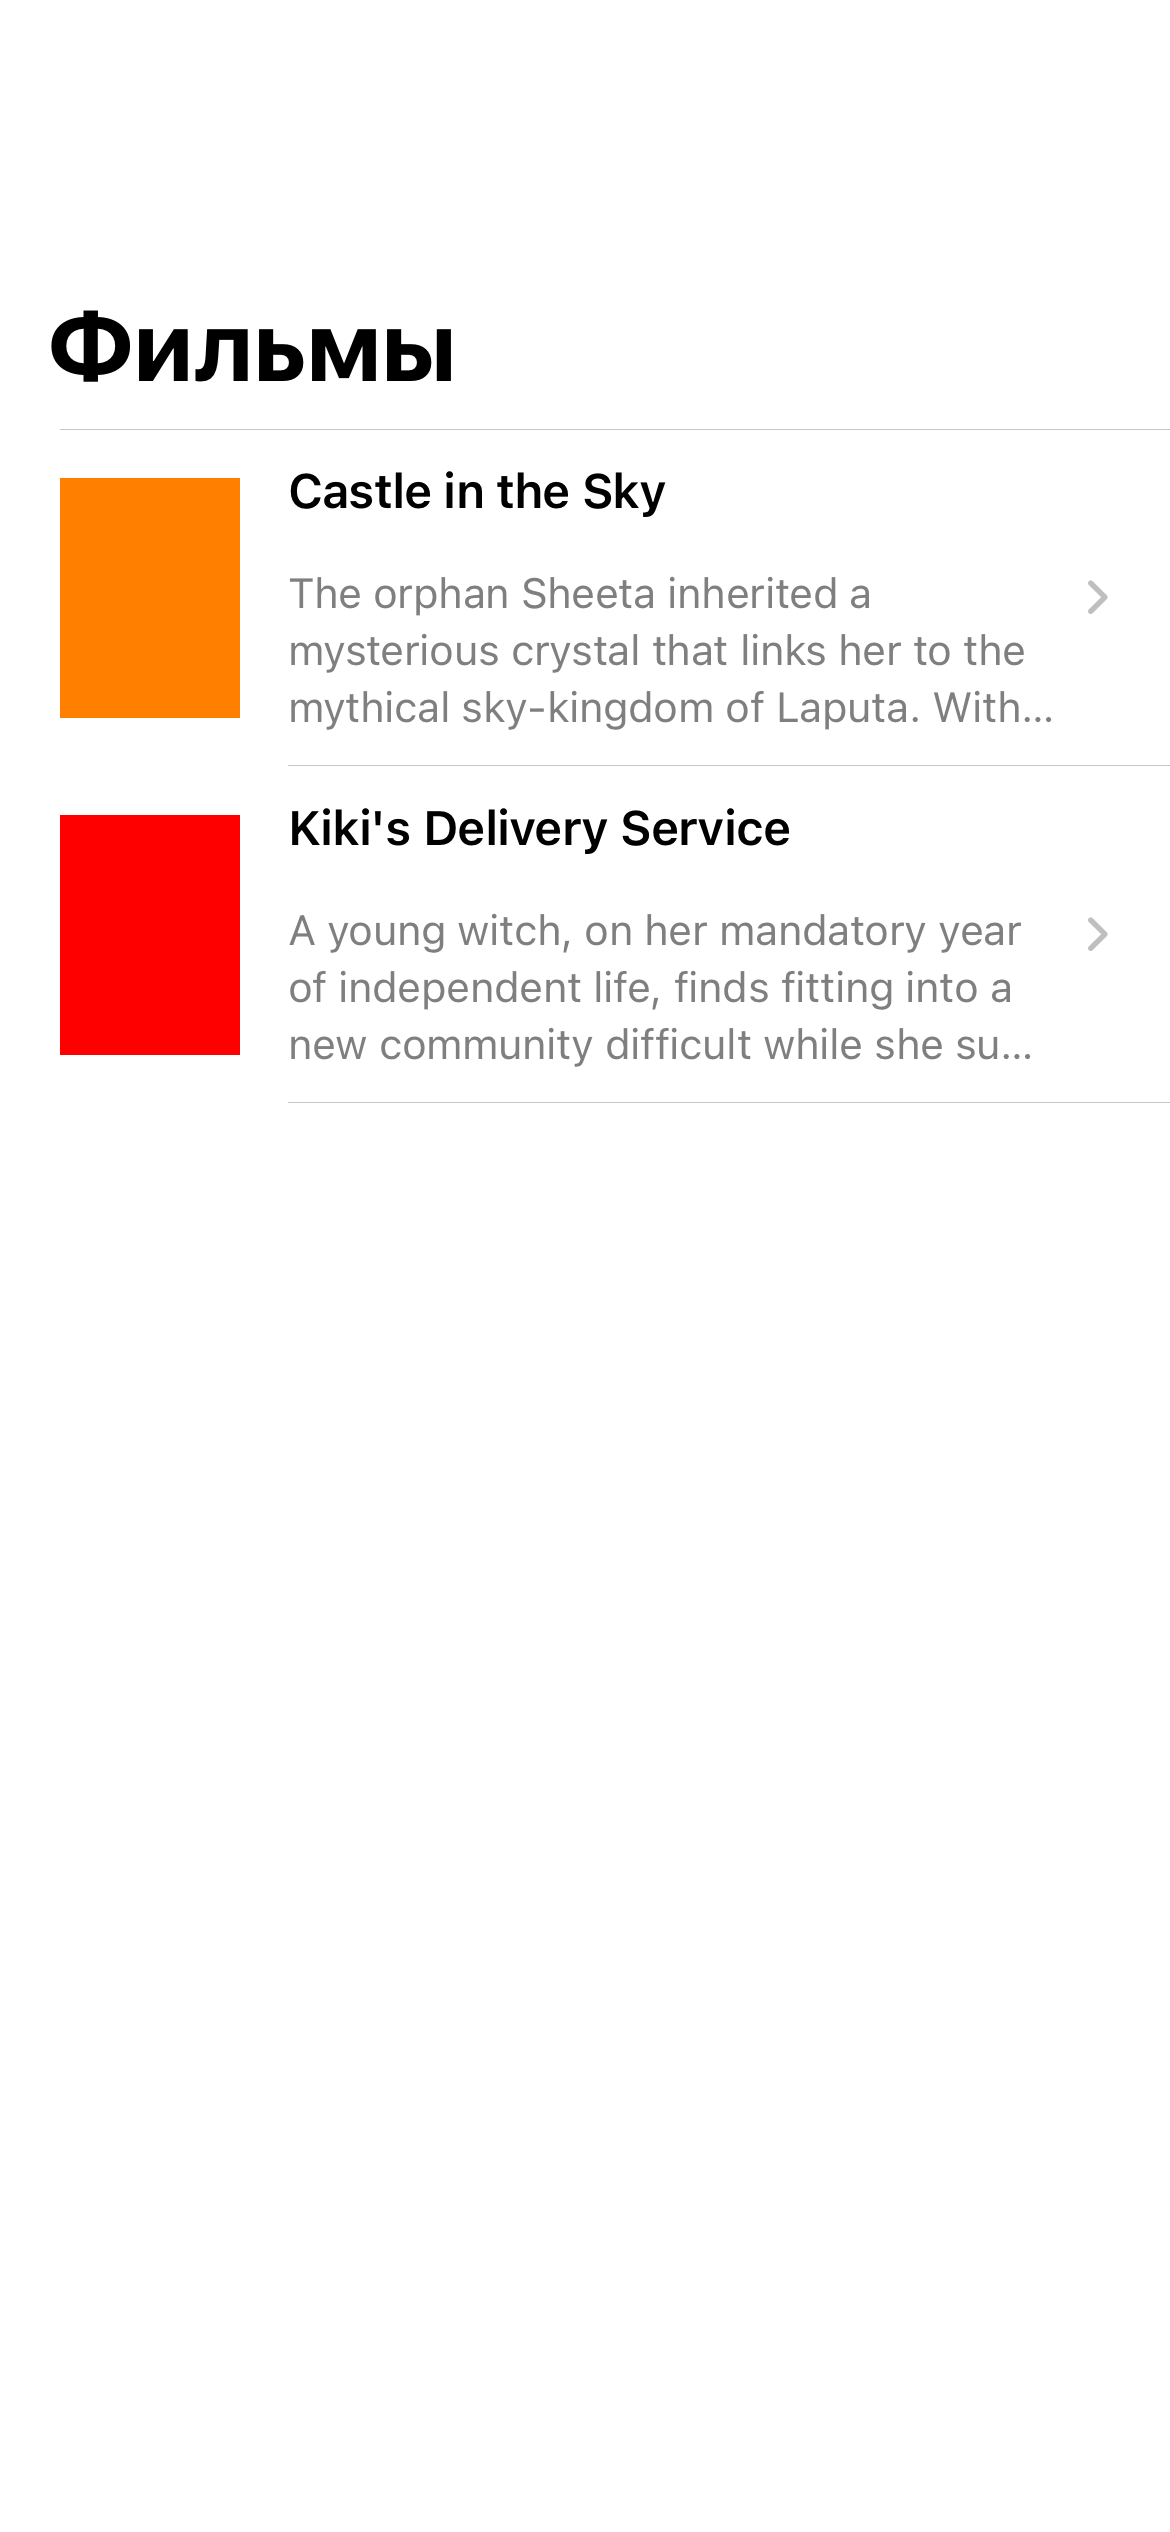 Фильмы
Castle in the Sky
The orphan Sheeta inherited a
mysterious crystal that links her to the
mythical sky-kingdom of Laputa. With...
Kiki's Delivery Service
A young witch, on her mandatory year
of independent life, finds fitting into a
new community difficult while she su...